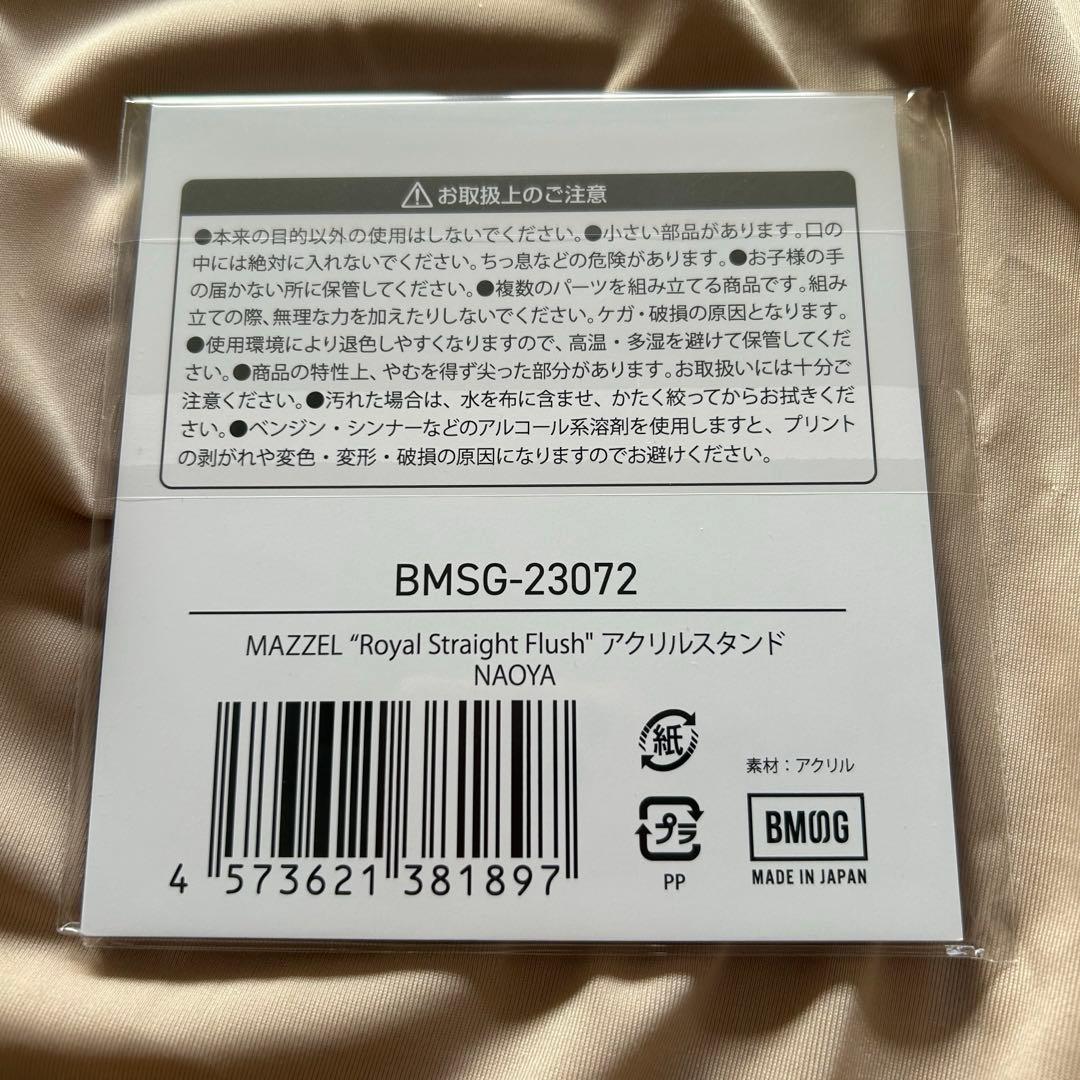 ⚠お取扱上のご注意
●本来の目的以外の使用はしないでください。●小さい部品があります。口の
中には絶対に入れないでください。ちっ息などの危険があります。●お子様の手
の届かない所に保管してください。●複数のパーツを組み立てる商品です。組み
立ての際、無理な力を加えたりしないでください。ケガ・破損の原因となります。
●使用環境により退色しやすくなりますので、高温・多湿を避けて保管してくだ
さい。●商品の特性上、やむを得ず尖った部分があります。お取扱いには十分ご
注意ください。●汚れた場合は、水を布に含ませ、かたく絞ってからお拭きくだ
さい。●ベンジン・シンナーなどのアルコール系溶剤を使用しますと、プリント
の剥がれや変色・変形・破損の原因になりますのでお避けください。
BMSG-23072
MAZZEL “Royal Straight Flush" アクリルスタンド
NAOYA
紙
素材：アクリル
プラ
BMSG
PP
MADE IN JAPAN
4 573621 381897